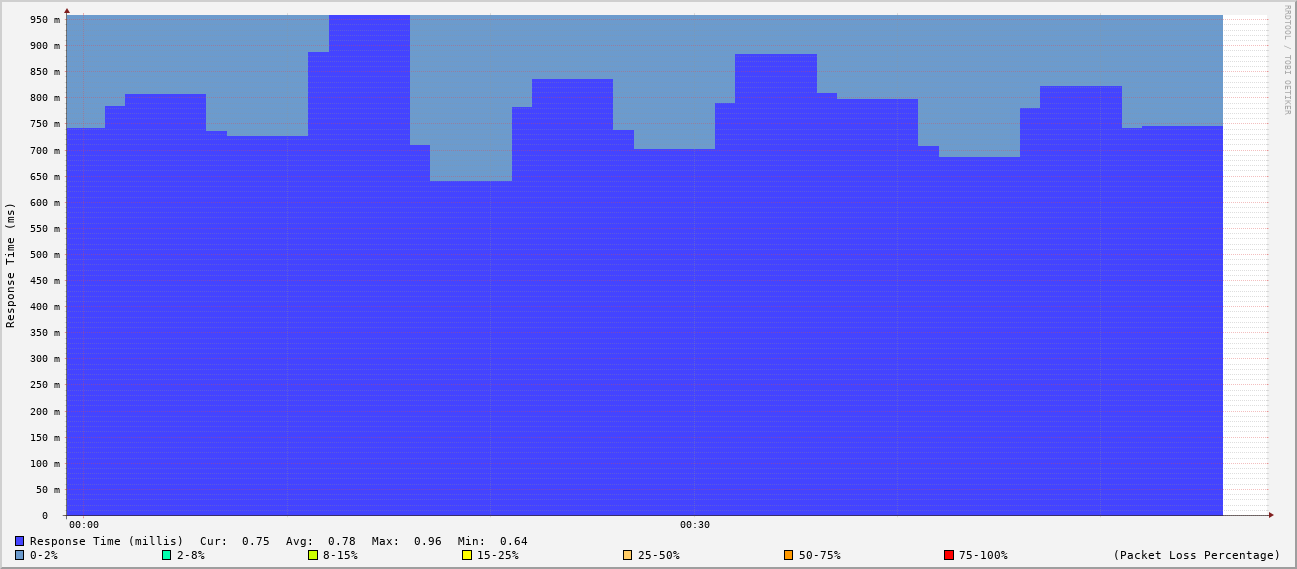 RRDTOOL / TOBI OETIKER
Response Time (ms)
950 m
900 m
850 m
800 m
750 m
700 m
650 m
600 m
550 m
500 m
450 m
400 m
350 m
300 m
250 m
200 m
150 m
100 m
50 m
0
00:00 00:30
Response Time (millis) Cur: 0.75 Avg: 0.78 Max: 0.96 Min: 0.64
0-2% 2-8% 8-15% 15-25% 25-50% 50-75% 75-100% (Packet Loss Percentage)